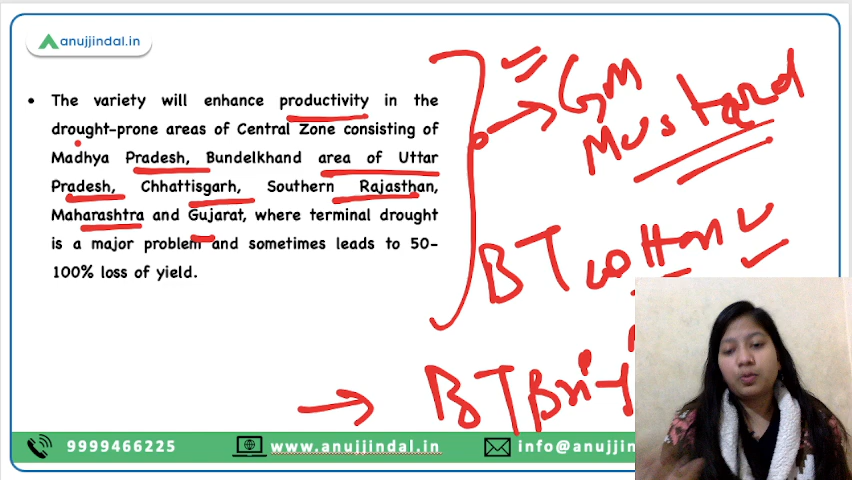 anujjindal.in
• The variety will enhance productivity in the
drought-prone areas of Central Zone consisting of
Madhya Pradesh, Bundelkhand area of Uttar
Pradesh, Chhattisgarh, Southern Rajasthan,
Maharashtra and Gujarat, where terminal drought
is a major problem and sometimes leads to 50-
100% loss of yield.
GM
Mustard
BT cotton
BT
9999466225
www.anujjindal.in
info@anujjin